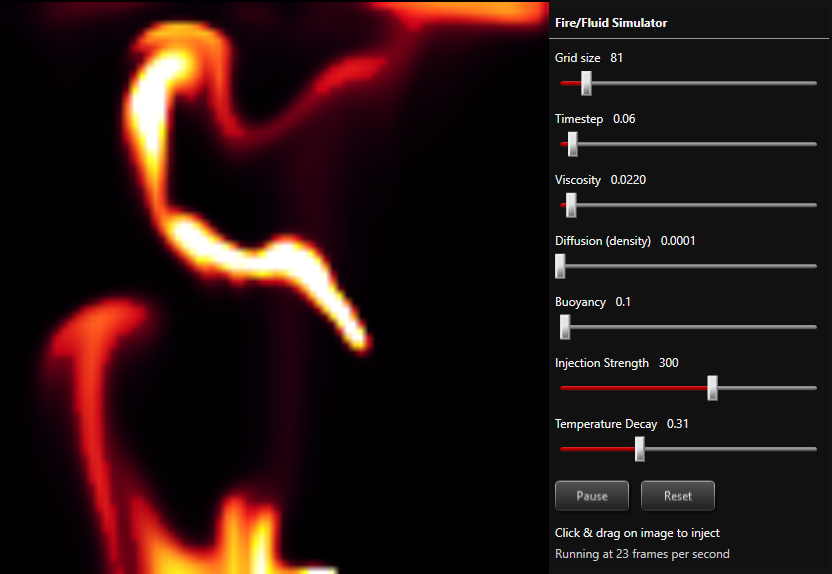 Fire/Fluid Simulator
Grid size 81
Timestep 0.06
Viscosity 0.0220
Diffusion (density) 0.0001
Buoyancy 0.1
Injection Strength 300
Temperature Decay 0.31
Pause Reset
Click & drag on image to inject
Running at 23 frames per second